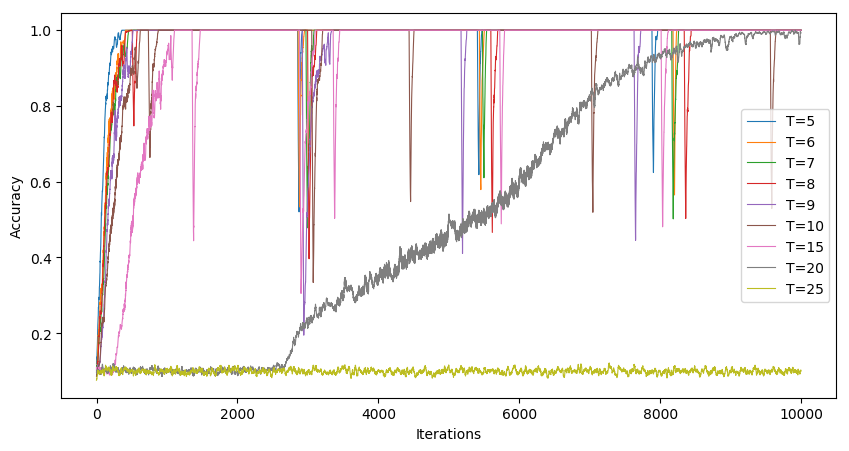 1.0
0.8
0.6
0.4
0.2
Accuracy
0
2000
4000
6000
8000
10000
Iterations
T=5
T=6
T=7
T=8
T=9
T=10
T=15
T=20
T=25